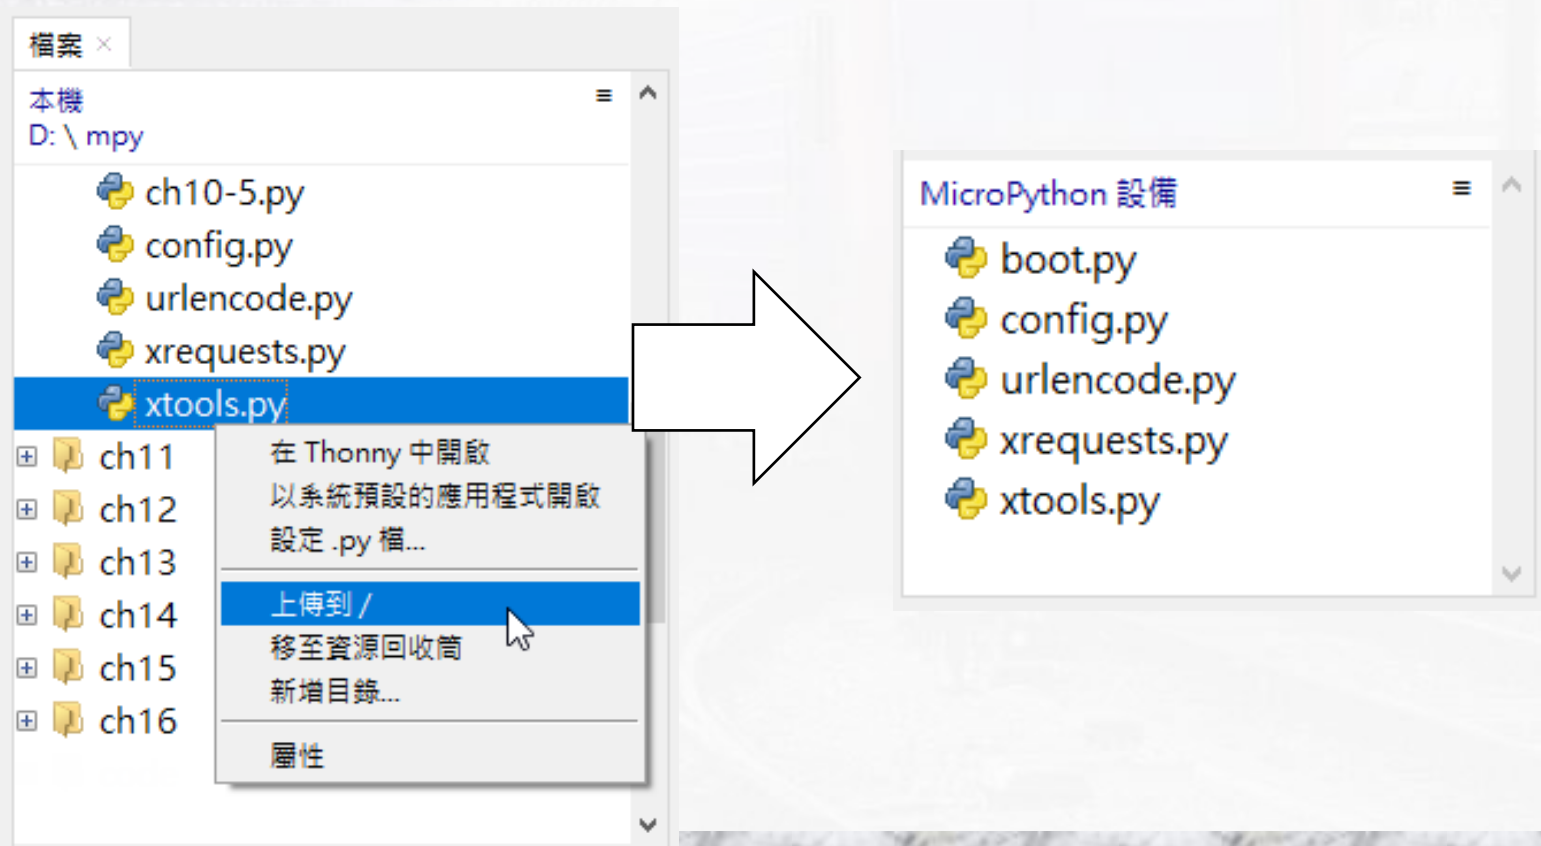 檔案
本機
D: \ mpy
ch10-5.py
config.py
urlencode.py
xrequests.py
xtools.py
ch11
ch12
ch13
ch14
ch15
ch16
在 Thonny 中開啟
以系統預設的應用程式開啟
設定 .py 檔...
上傳到 /
移至資源回收筒
新增目錄...
屬性
MicroPython 設備
boot.py
config.py
urlencode.py
xrequests.py
xtools.py